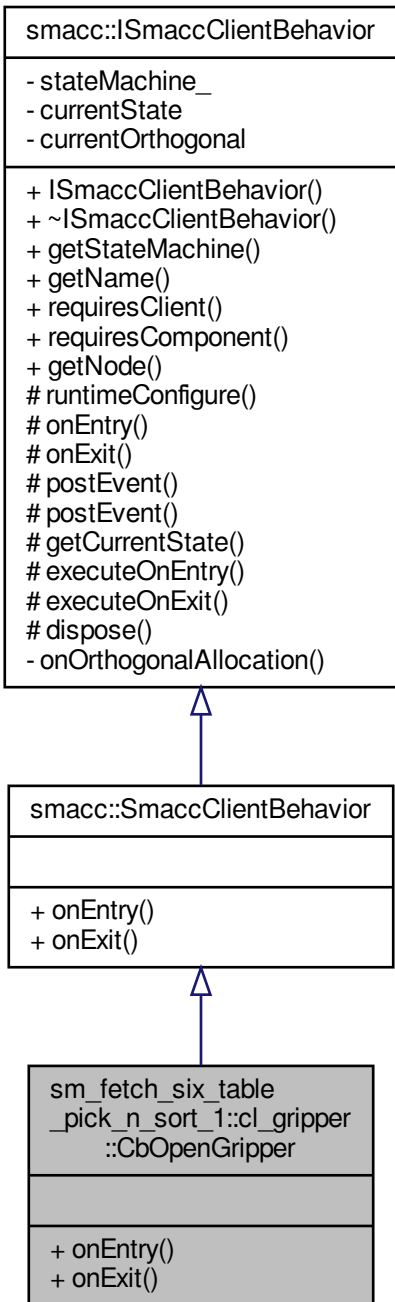 smacc::ISmaccClientBehavior
- stateMachine_
- currentState
- currentOrthogonal
+ ISmaccClientBehavior()
+ ~ISmaccClientBehavior()
+ getStateMachine()
+ getName()
+ requiresClient()
+ requiresComponent()
+ getNode()
# runtimeConfigure()
# onEntry()
# onExit()
# postEvent()
# postEvent()
# getCurrentState()
# executeOnEntry()
# executeOnExit()
# dispose()
- onOrthogonalAllocation()
smacc::SmaccClientBehavior
+ onEntry()
+ onExit()
sm_fetch_six_table
_pick_n_sort_1::cl_gripper
::CbOpenGripper
+ onEntry()
+ onExit()